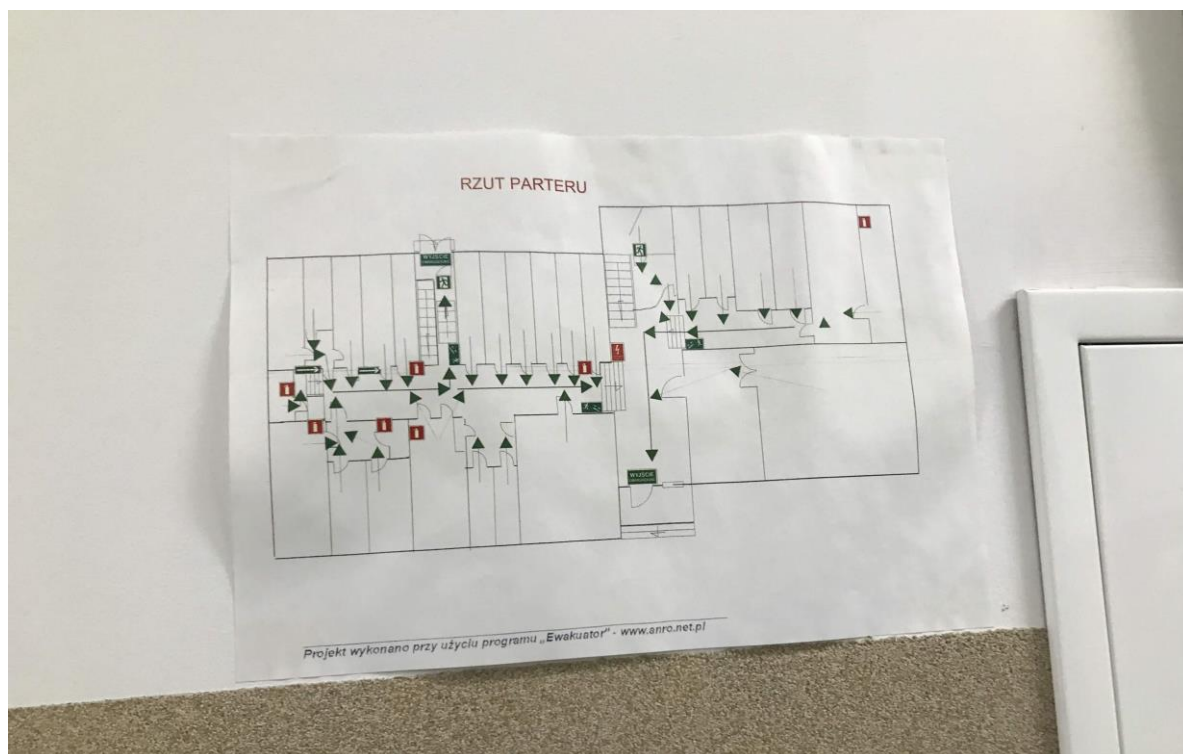 RZUT PARTERU
WYJŚCIE
WYJŚCIE
Projekt wykonano przy użyciu programu „Ewakuator" - www.anro.net.pl